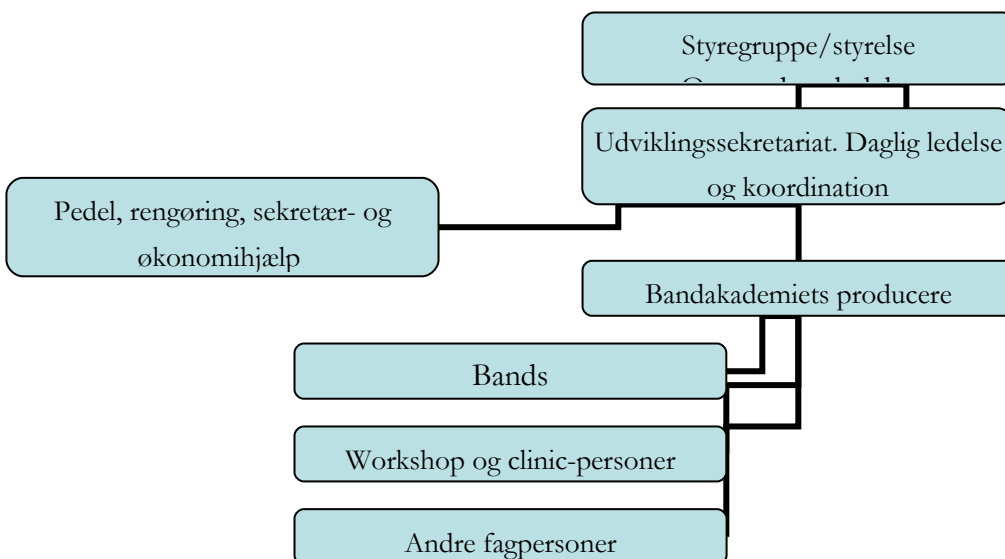 Styregruppe/styrelse
Udviklingssekretariat. Daglig ledelse
og koordination
Pedel, rengøring, sekretær- og
økonomihjælp
Bandakademiets producere
Bands
Workshop og clinic-personer
Andre fagpersoner